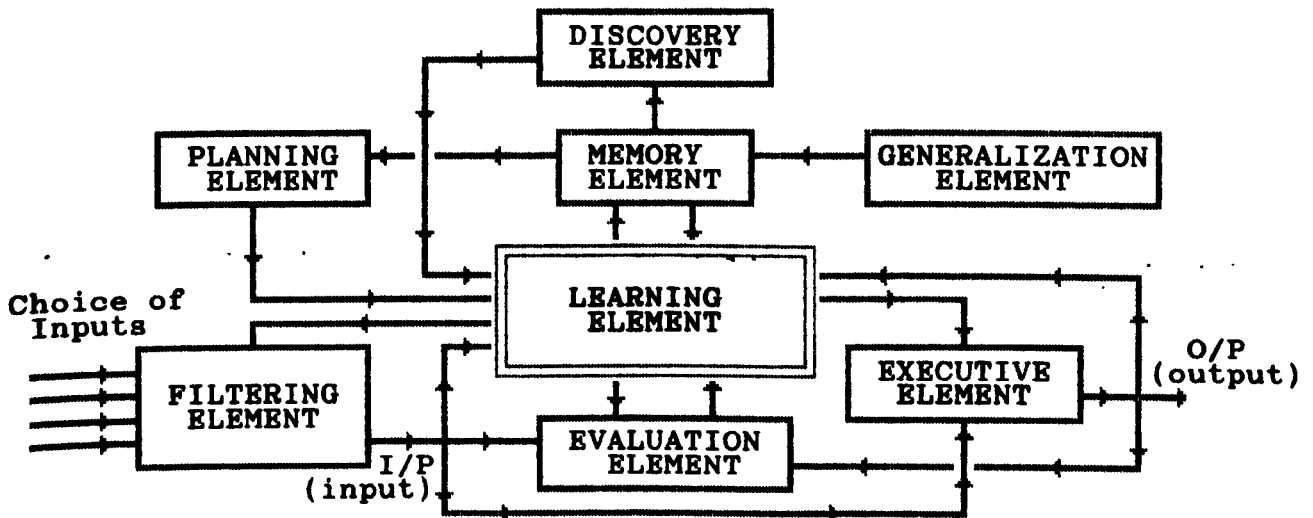 DISCOVERY
ELEMENT
PLANNING
ELEMENT
MEMORY
ELEMENT
GENERALIZATION
ELEMENT
Choice of
Inputs
LEARNING
ELEMENT
FILTERING
ELEMENT
EXECUTIVE
ELEMENT
O/P
(output)
I/P
(input)
EVALUATION
ELEMENT